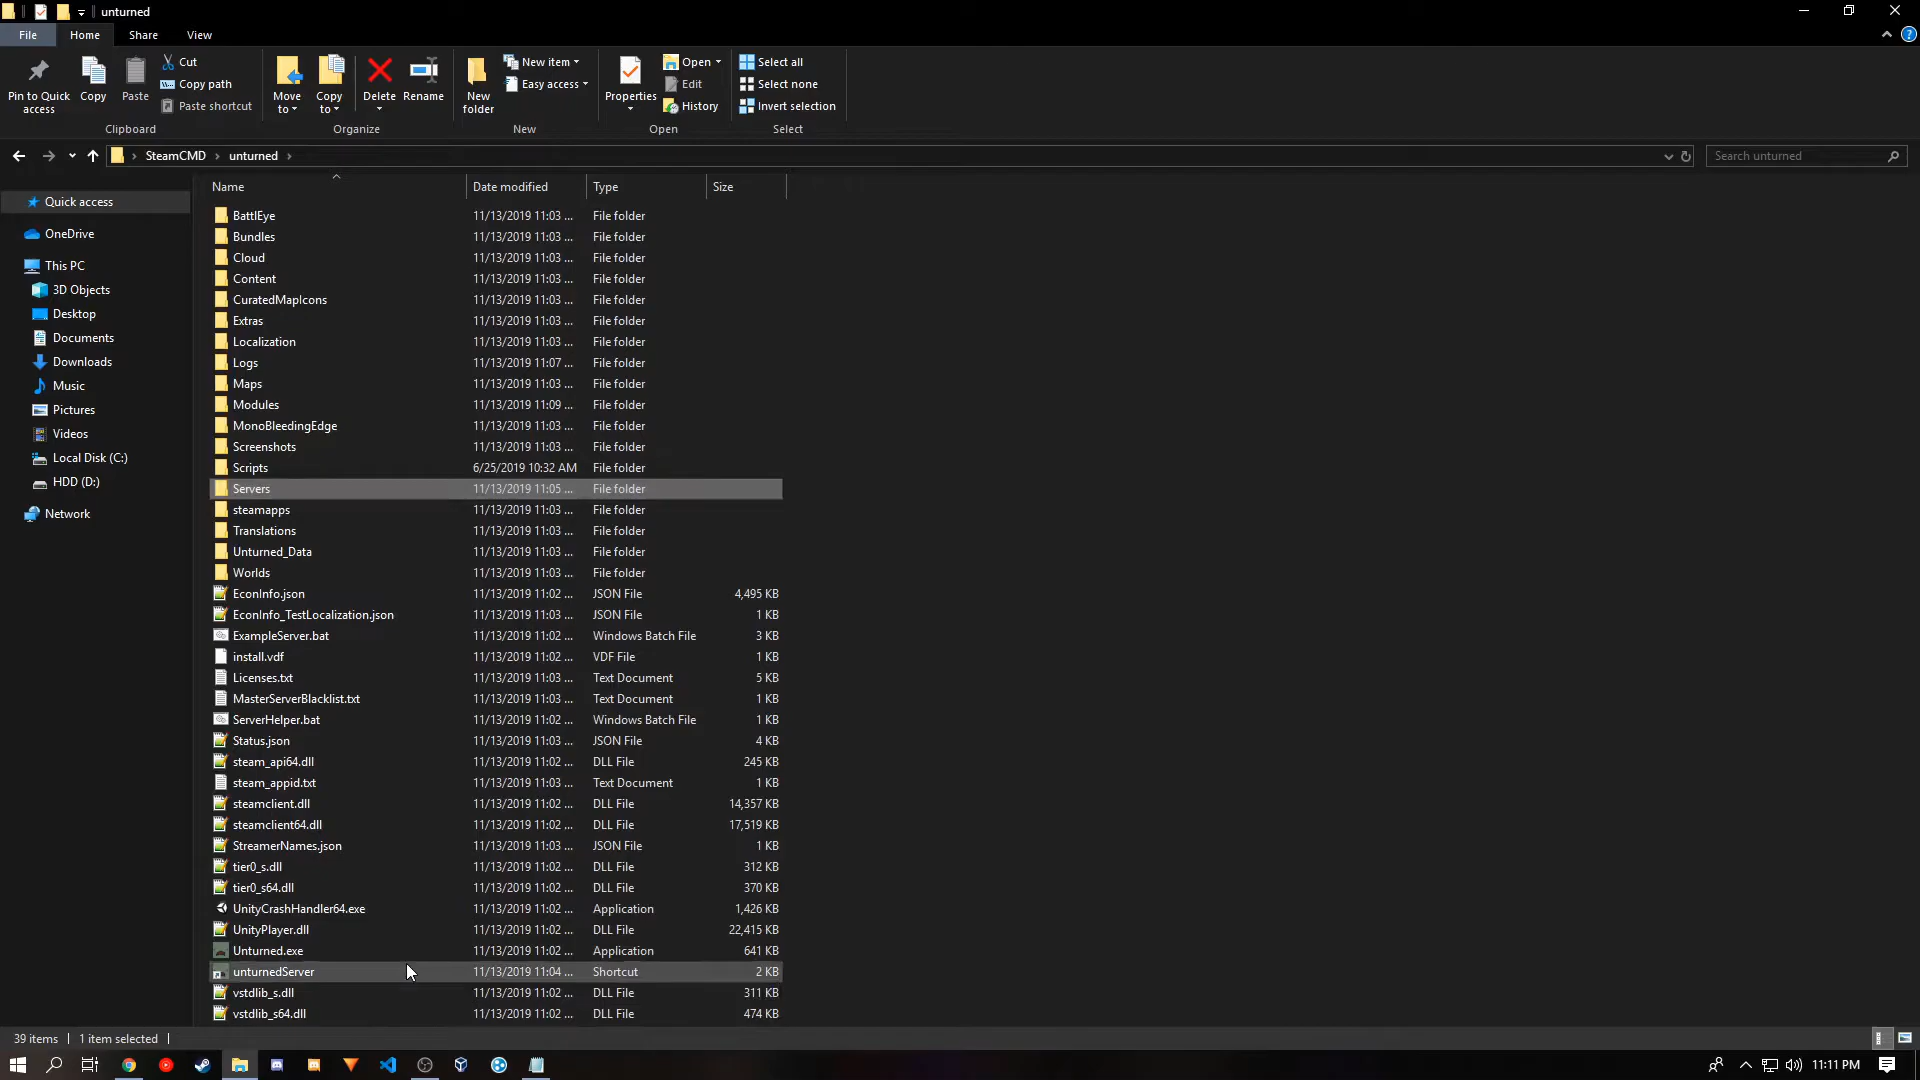 unturned
File Home Share View
Pin to Quick access
Copy
Paste
Cut
Copy path
Paste shortcut
Clipboard
Move to
Copy to
Delete
Rename
Organize
New folder
New item
Easy access
New
Properties
Open
Edit
History
Open
Select all
Select none
Invert selection
Select
SteamCMD unturned
Search unturned
Quick access
OneDrive
This PC
3D Objects
Desktop
Documents
Downloads
Music
Pictures
Videos
Local Disk (C:)
HDD (D:)
Network
Name Date modified Type Size
BattlEye 11/13/2019 11:03 ... File folder
Bundles 11/13/2019 11:03 ... File folder
Cloud 11/13/2019 11:03 ... File folder
Content 11/13/2019 11:03 ... File folder
CuratedMapIcons 11/13/2019 11:03 ... File folder
Extras 11/13/2019 11:03 ... File folder
Localization 11/13/2019 11:03 ... File folder
Logs 11/13/2019 11:07 ... File folder
Maps 11/13/2019 11:03 ... File folder
Modules 11/13/2019 11:09 ... File folder
MonoBleedingEdge 11/13/2019 11:03 ... File folder
Screenshots 11/13/2019 11:03 ... File folder
Scripts 6/25/2019 10:32 AM File folder
Servers 11/13/2019 11:05 ... File folder
steamapps 11/13/2019 11:03 ... File folder
Translations 11/13/2019 11:03 ... File folder
Unturned_Data 11/13/2019 11:03 ... File folder
Worlds 11/13/2019 11:03 ... File folder
EconInfo.json 11/13/2019 11:02 ... JSON File 4,495 KB
EconInfo_TestLocalization.json 11/13/2019 11:03 ... JSON File 1 KB
ExampleServer.bat 11/13/2019 11:02 ... Windows Batch File 3 KB
install.vdf 11/13/2019 11:02 ... VDF File 1 KB
Licenses.txt 11/13/2019 11:03 ... Text Document 5 KB
MasterServerBlacklist.txt 11/13/2019 11:03 ... Text Document 1 KB
ServerHelper.bat 11/13/2019 11:02 ... Windows Batch File 1 KB
Status.json 11/13/2019 11:03 ... JSON File 4 KB
steam_api64.dll 11/13/2019 11:02 ... DLL File 245 KB
steam_appid.txt 11/13/2019 11:03 ... Text Document 1 KB
steamclient.dll 11/13/2019 11:02 ... DLL File 14,357 KB
steamclient64.dll 11/13/2019 11:02 ... DLL File 17,519 KB
StreamerNames.json 11/13/2019 11:03 ... JSON File 1 KB
tier0_s.dll 11/13/2019 11:02 ... DLL File 312 KB
tier0_s64.dll 11/13/2019 11:02 ... DLL File 370 KB
UnityCrashHandler64.exe 11/13/2019 11:02 ... Application 1,426 KB
UnityPlayer.dll 11/13/2019 11:02 ... DLL File 22,415 KB
Unturned.exe 11/13/2019 11:02 ... Application 641 KB
unturnedServer 11/13/2019 11:04 ... Shortcut 2 KB
vstdlib_s.dll 11/13/2019 11:02 ... DLL File 311 KB
vstdlib_s64.dll 11/13/2019 11:02 ... DLL File 474 KB
39 items 1 item selected
11:11 PM